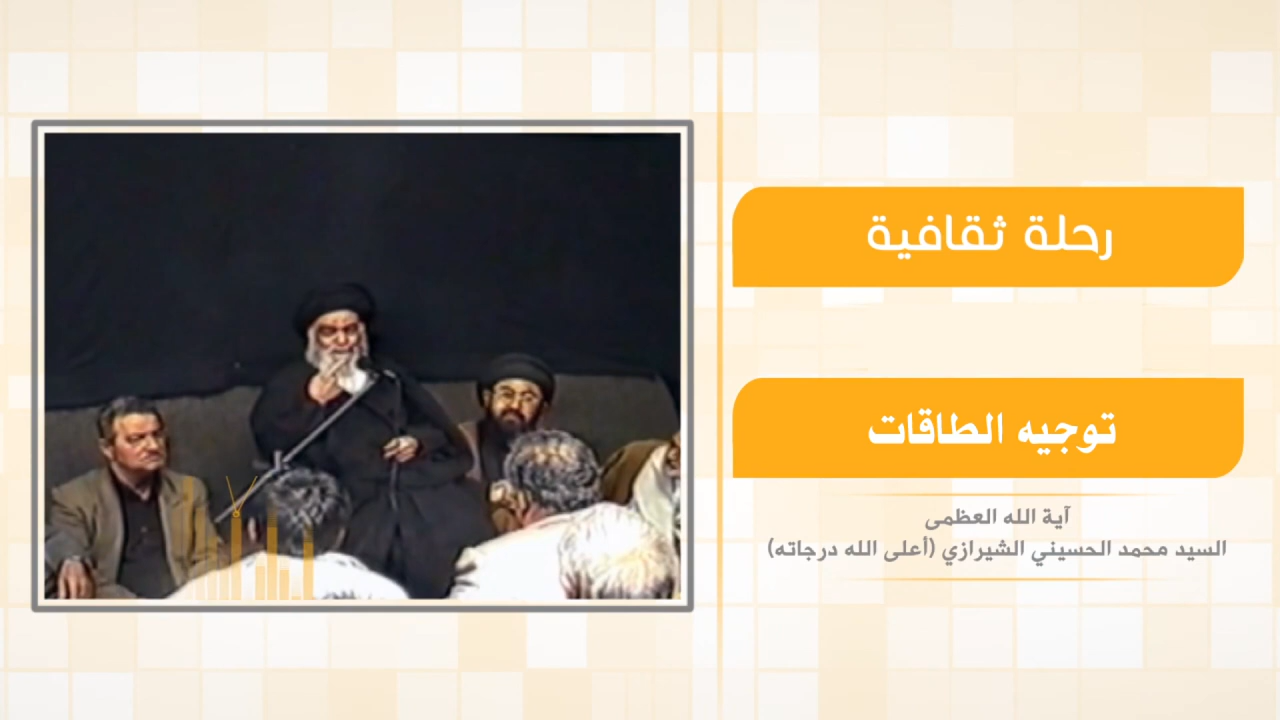 رحلة ثقافية
توجيه الطاقات
آية الله العظمى
السيد محمد الحسيني الشيرازي (أعلى الله درجاته)